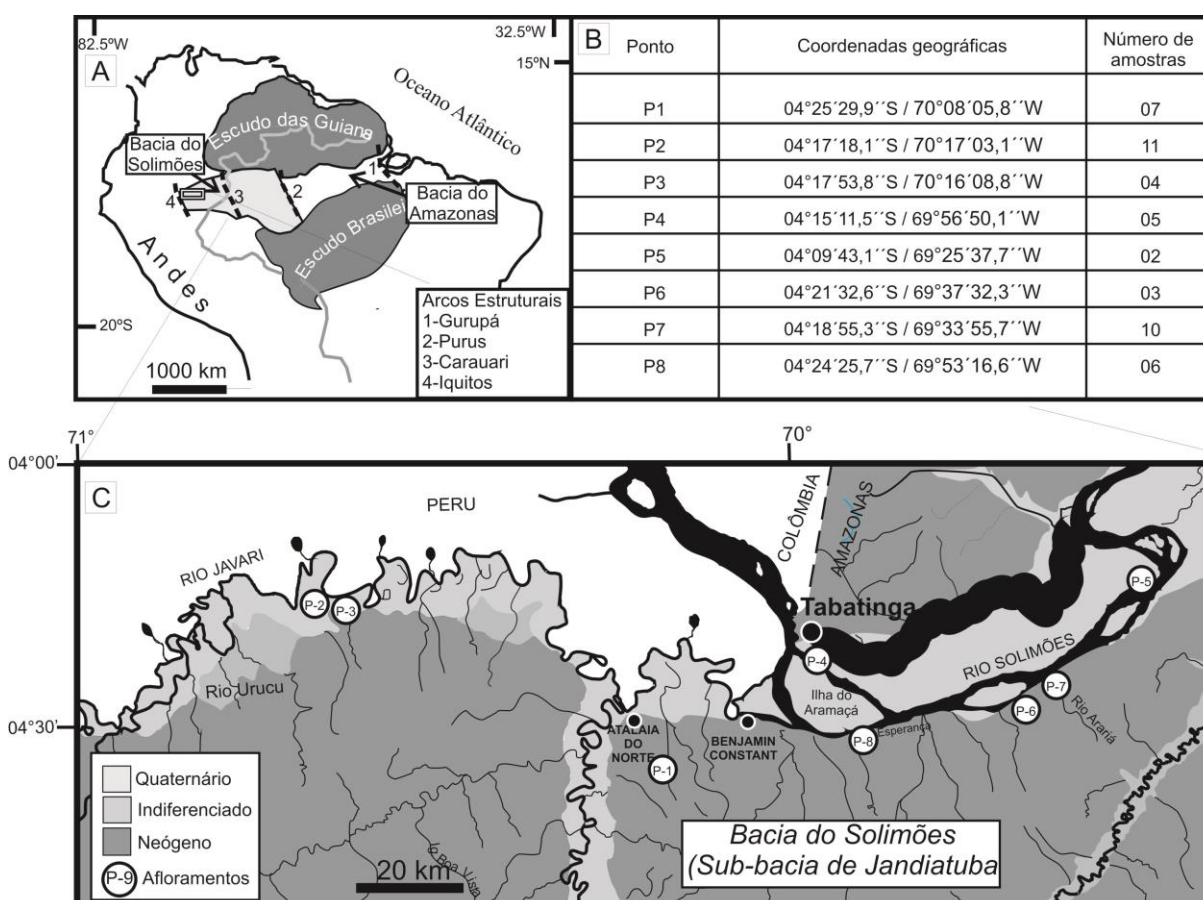 82.5°W
32.5°W
15°N
A
Oceano Atlântico
Escudo das Guianas
Bacia do
Solimões
1
2
3
4
Bacia do
Amazonas
Escudo Brasilei
Andes
20ºS
1000 km
Arcos Estruturais
1-Gurupá
2-Purus
3-Carauari
4-Iquitos
B
Ponto Coordenadas geográficas Número de
amostras
P1 04°25´29,9´´S / 70°08´05,8´´W 07
P2 04°17´18,1´´S / 70°17´03,1´´W 11
P3 04°17´53,8´´S / 70°16´08,8´´W 04
P4 04°15´11,5´´S / 69°56´50,1´´W 05
P5 04°09´43,1´´S / 69°25´37,7´´W 02
P6 04°21´32,6´´S / 69°37´32,3´´W 03
P7 04°18´55,3´´S / 69°33´55,7´´W 10
P8 04°24´25,7´´S / 69°53´16,6´´W 06
71°
70°
04°00'
04°30'
C
PERU
COLÔMBIA
AMAZONAS
RIO JAVARI
P-2
P-3
Tabatinga
P-4
P-5
RIO SOLIMÕES
Ilha do
Aramaçá
Rio Urucu
P-7
P-6
Rio Arariá
Esperança
P-8
ATALAIA
DO
NORTE
BENJAMIN
CONSTANT
P-1
Quaternário
Indiferenciado
Neógeno
P-9 Afloramentos
Io Boa Vista
20 km
Bacia do Solimões
(Sub-bacia de Jandiatuba